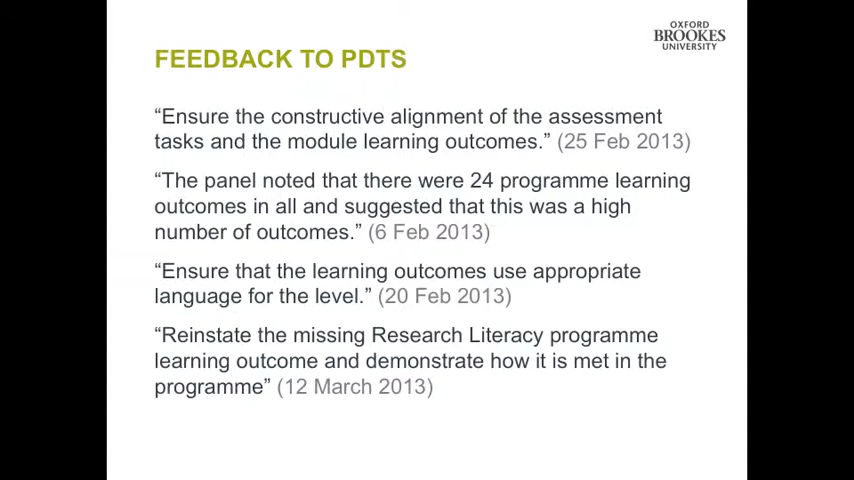 OXFORD
BROOKES
UNIVERSITY
FEEDBACK TO PDTS
“Ensure the constructive alignment of the assessment
tasks and the module learning outcomes.” (25 Feb 2013)
“The panel noted that there were 24 programme learning
outcomes in all and suggested that this was a high
number of outcomes.” (6 Feb 2013)
“Ensure that the learning outcomes use appropriate
language for the level.” (20 Feb 2013)
“Reinstate the missing Research Literacy programme
learning outcome and demonstrate how it is met in the
programme” (12 March 2013)